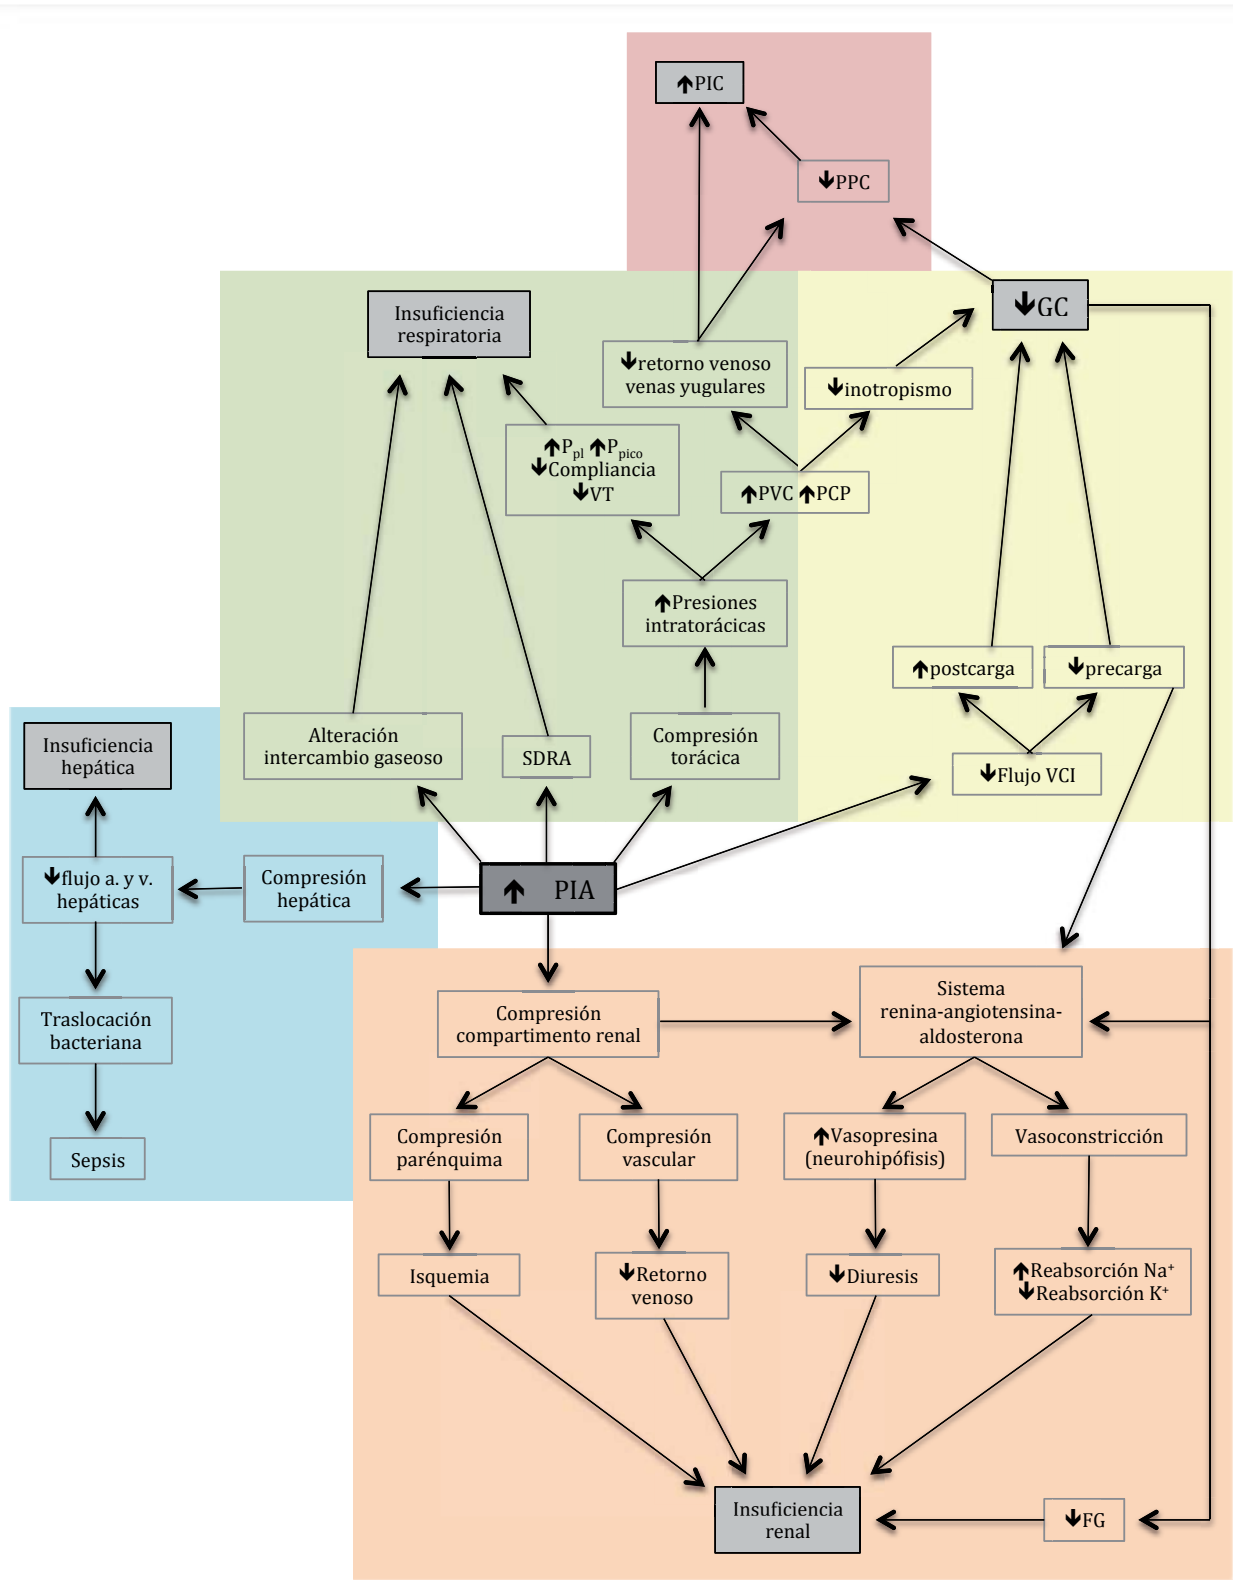 ↑PIC
↓PPC
Insuficiencia
respiratoria
↓GC
↓retorno venoso
venas yugulares
↓inotropismo
↑Ppl ↑Ppico
↓Compliancia
↓VT
↑PVC ↑PCP
↑Presiones
intratorácicas
↑postcarga
↓precarga
Insuficiencia
hepática
Alteración
intercambio gaseoso
SDRA
Compresión
torácica
↓Flujo VCI
↓flujo a. y v.
hepáticas
Compresión
hepática
↑ PIA
Traslocación
bacteriana
Compresión
compartimento renal
Sistema
renina-angiotensina-
aldosterona
Sepsis
Compresión
parénquima
Compresión
vascular
↑Vasopresina
(neurohipófisis)
Vasoconstricción
Isquemia
↓Retorno
venoso
↓Diuresis
↑Reabsorción Na⁺
↓Reabsorción K⁺
Insuficiencia
renal
↓FG